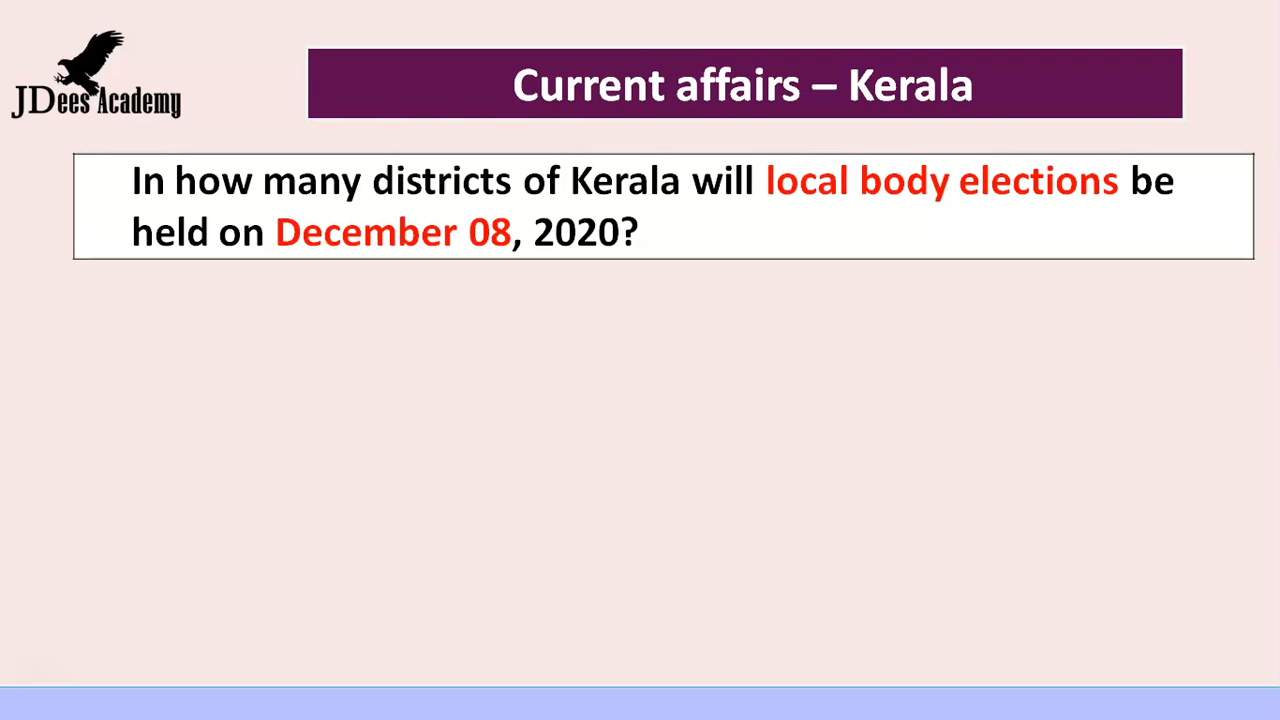 JDees Academy
Current affairs – Kerala
In how many districts of Kerala will local body elections be
held on December 08, 2020?